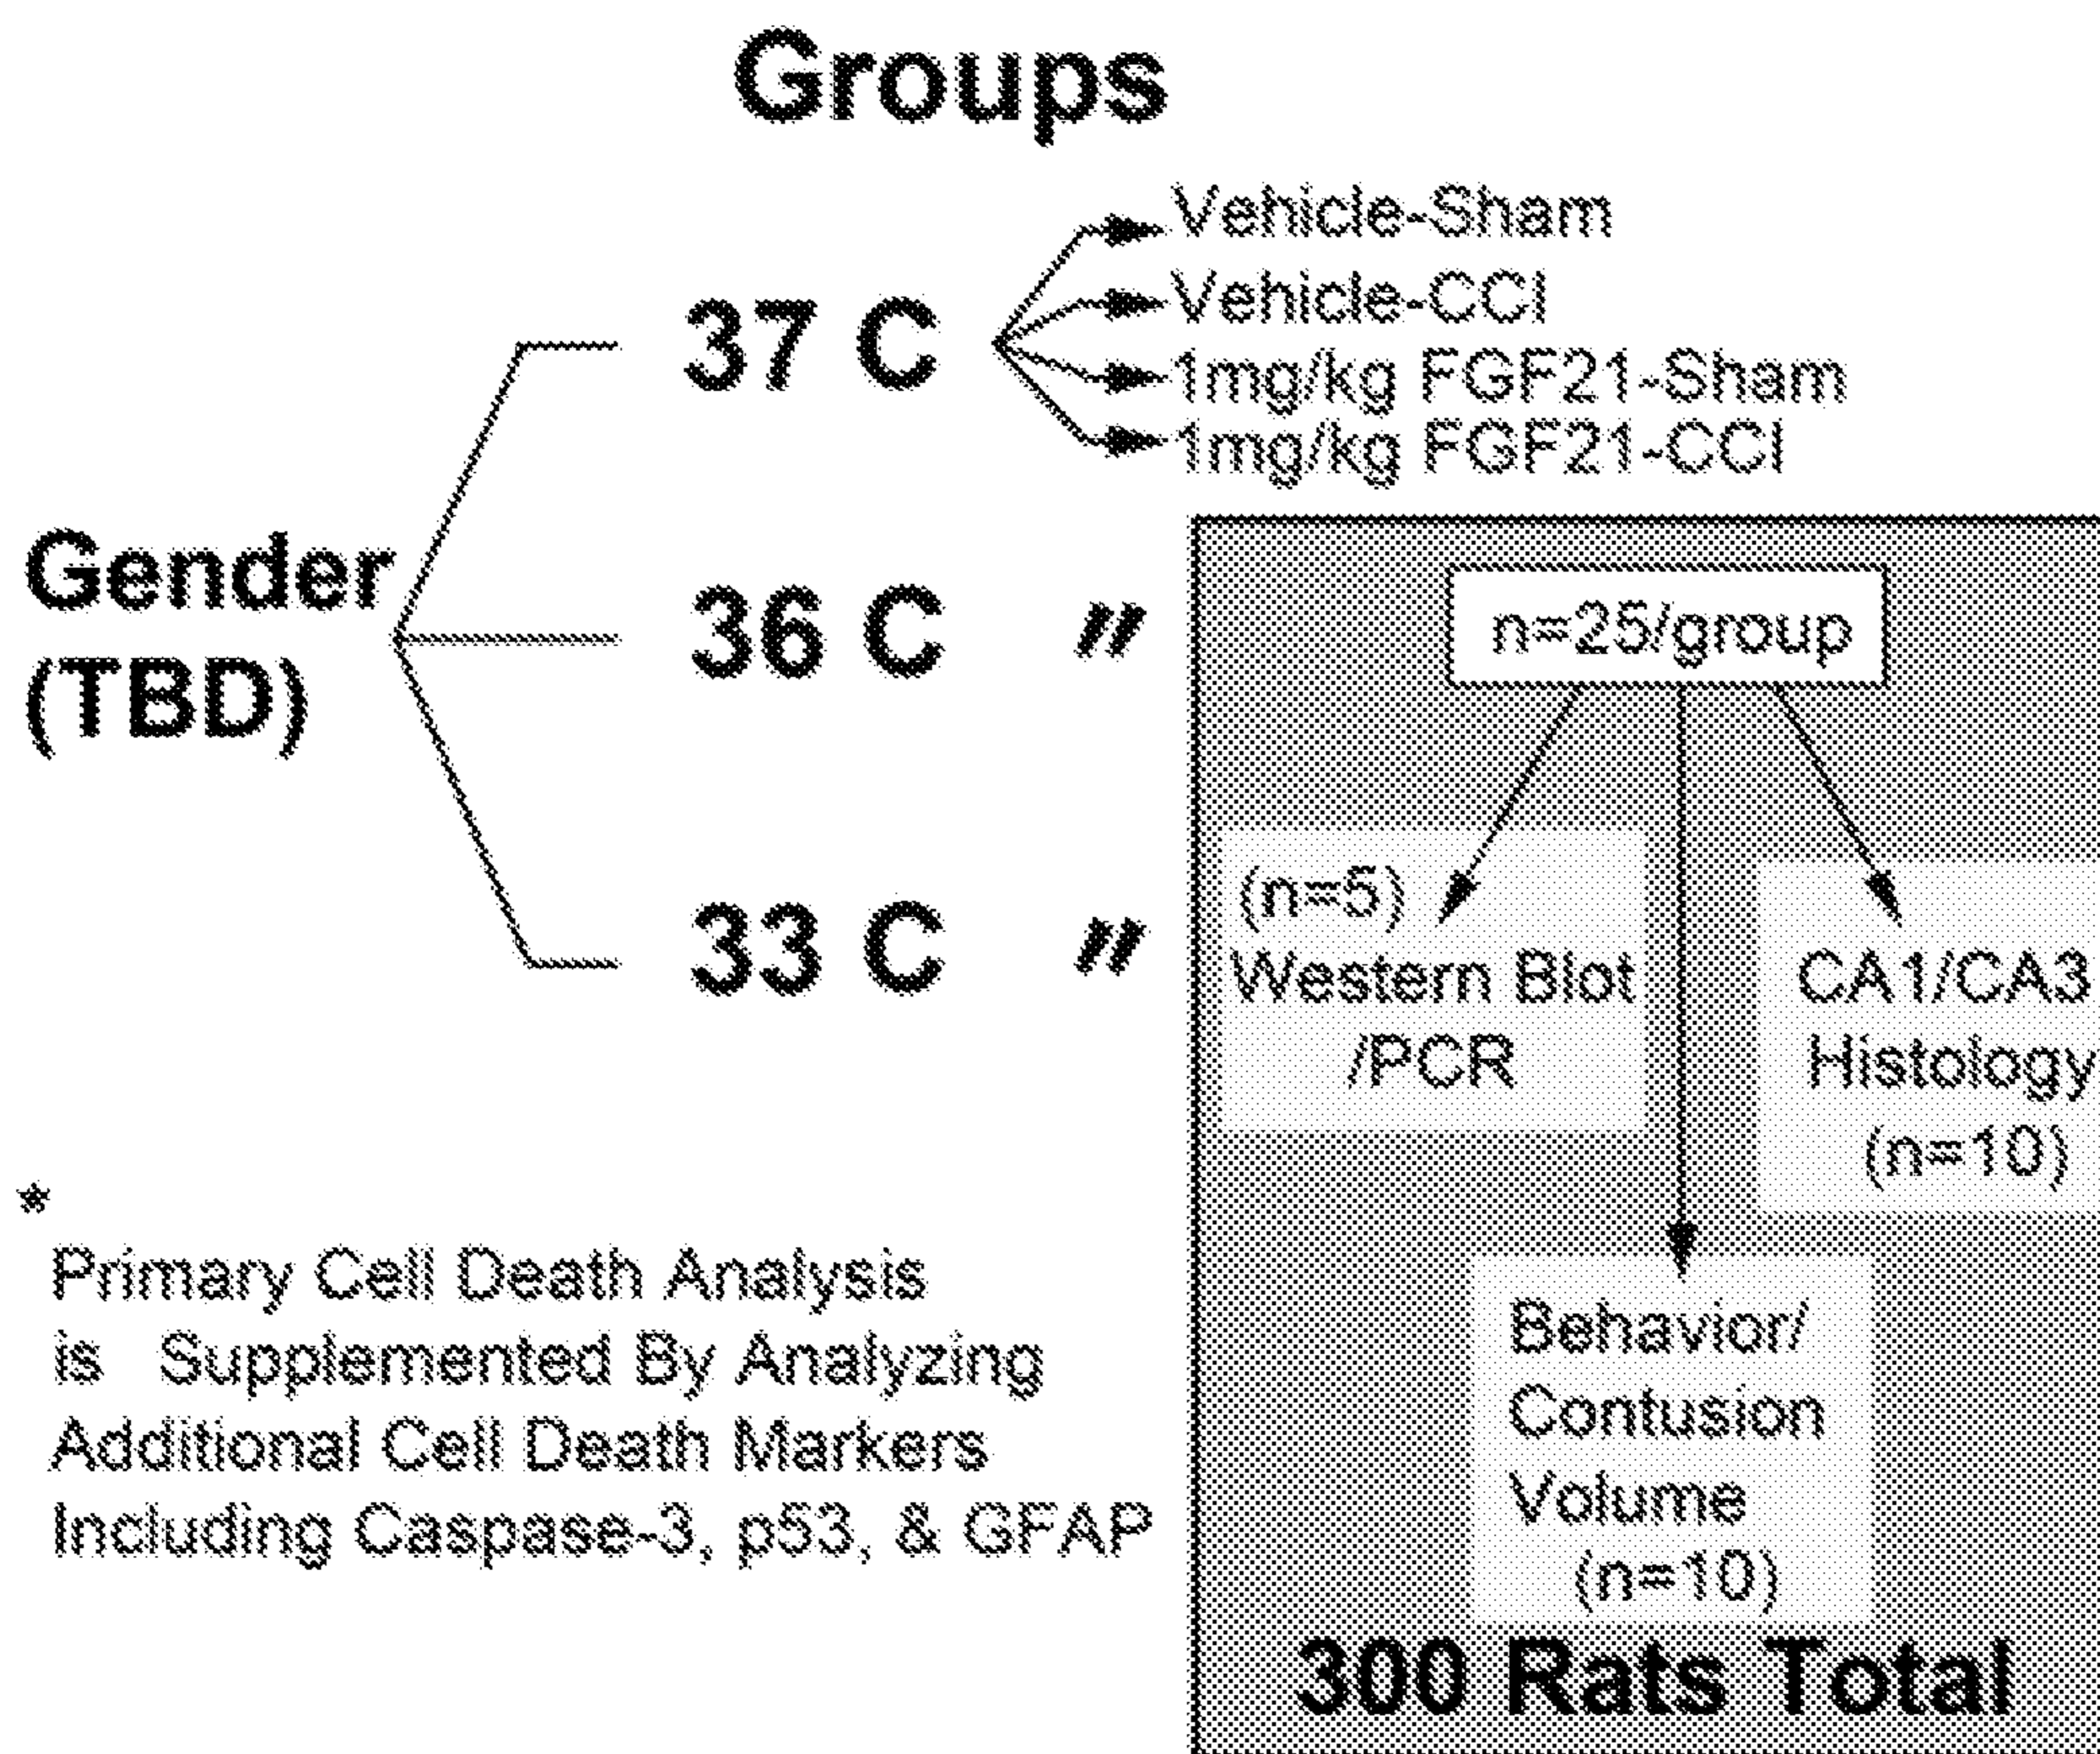 Groups
Vehicle-Sham
Vehicle-CCI
1mg/kg FGF21-Sham
1mg/kg FGF21-CCI
37 C
Gender
(TBD)
36 C "
33 C "
n=25/group
(n=5)
Western Blot
/PCR
CA1/CA3
Histology
(n=10)
Behavior/
Contusion
Volume
(n=10)
300 Rats Total
*
Primary Cell Death Analysis
is Supplemented By Analyzing
Additional Cell Death Markers
Including Caspase-3, p53, & GFAP